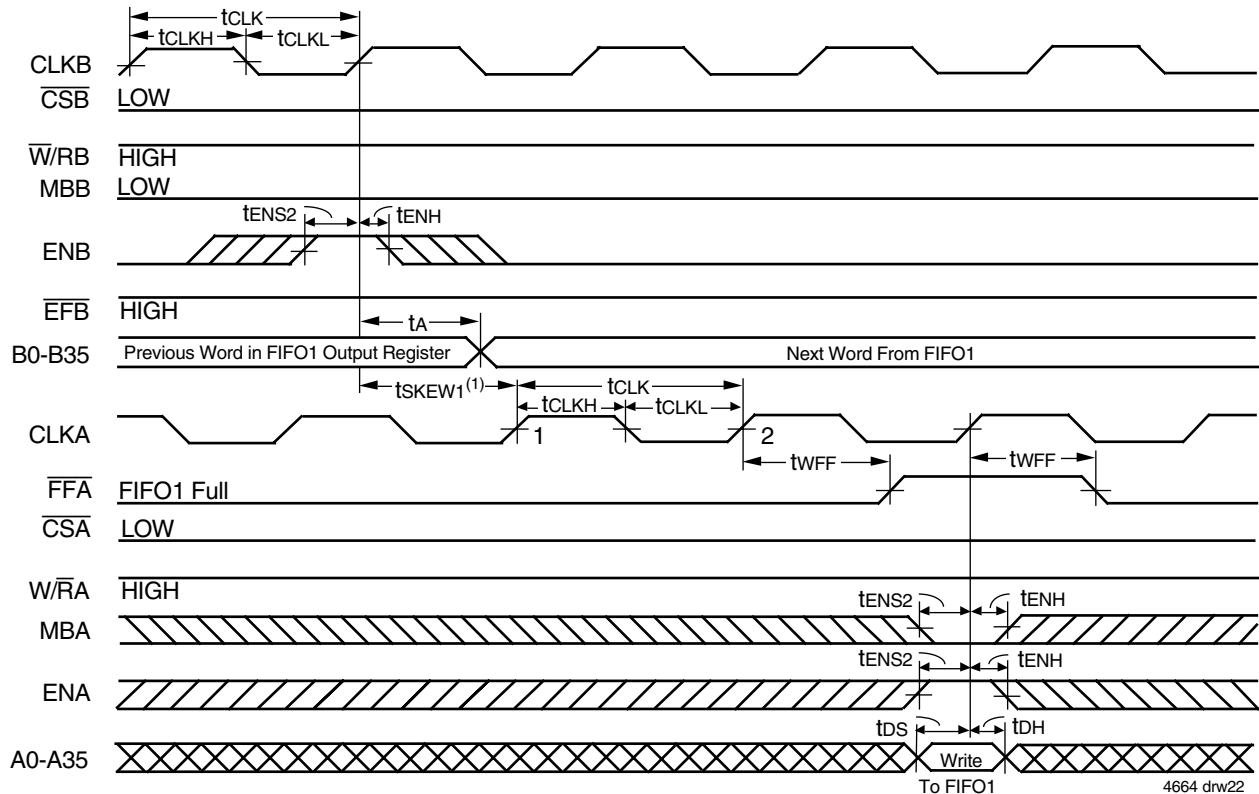 tCLK
tCLKH tCLKL
CLKB
CSB LOW
W/RB HIGH
MBB LOW
tENS2 tENH
ENB
EFB HIGH
tA
B0-B35 Previous Word in FIFO1 Output Register Next Word From FIFO1
tSKEW1(1) tCLK
tCLKH tCLKL
CLKA 1 2
tWFF tWFF
FFA FIFO1 Full
CSA LOW
W/RA HIGH
tENS2 tENH
MBA
tENS2 tENH
ENA
tDS tDH
A0-A35 Write
To FIFO1 4664 drw22